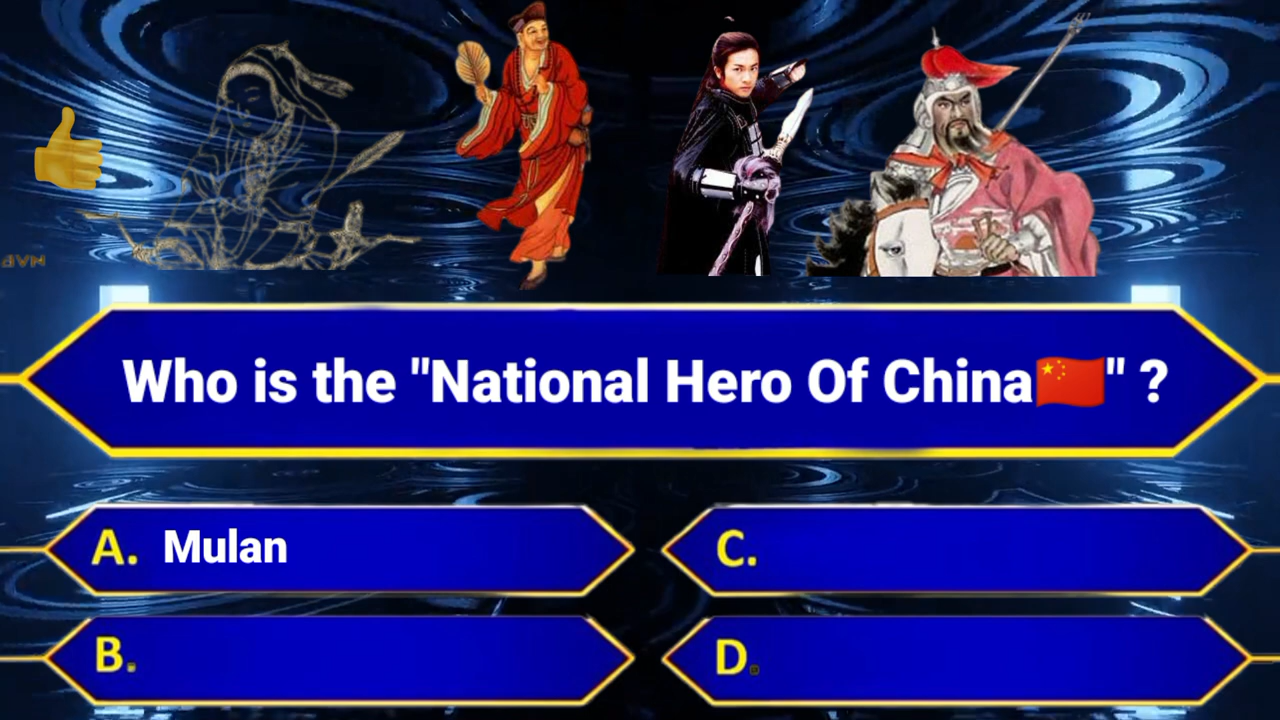 Who is the "National Hero Of China🇨🇳" ?
A. Mulan
C.
B.
D.